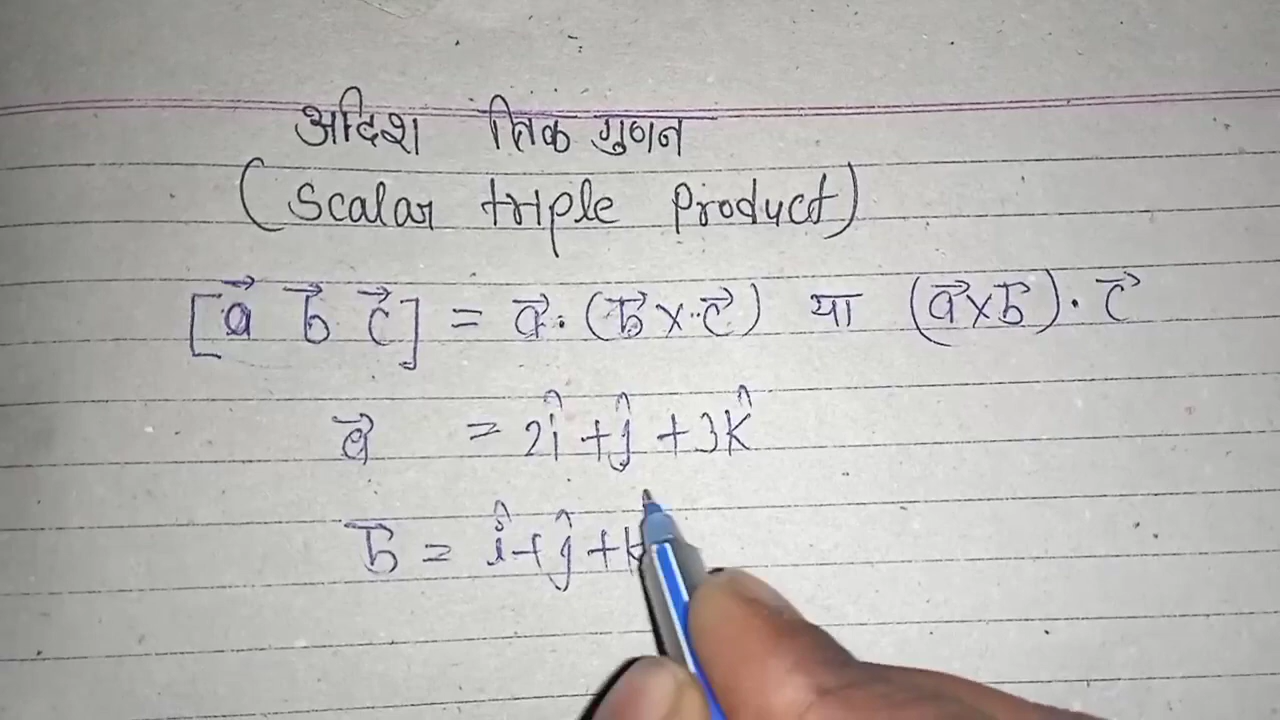 अदिश त्रिक गुणन
(Scalar triple product)
[a⃗ b⃗ c⃗] = a⃗·(b⃗×c⃗) या (a⃗×b⃗)·c⃗
a⃗ = 2î+ĵ+3k̂
b⃗ = î+ĵ+k